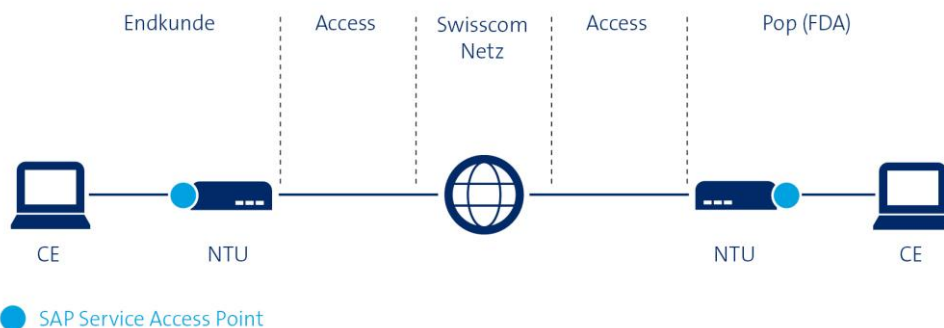 Endkunde
Access
Swisscom
Netz
Access
Pop (FDA)
CE
NTU
NTU
CE
SAP Service Access Point